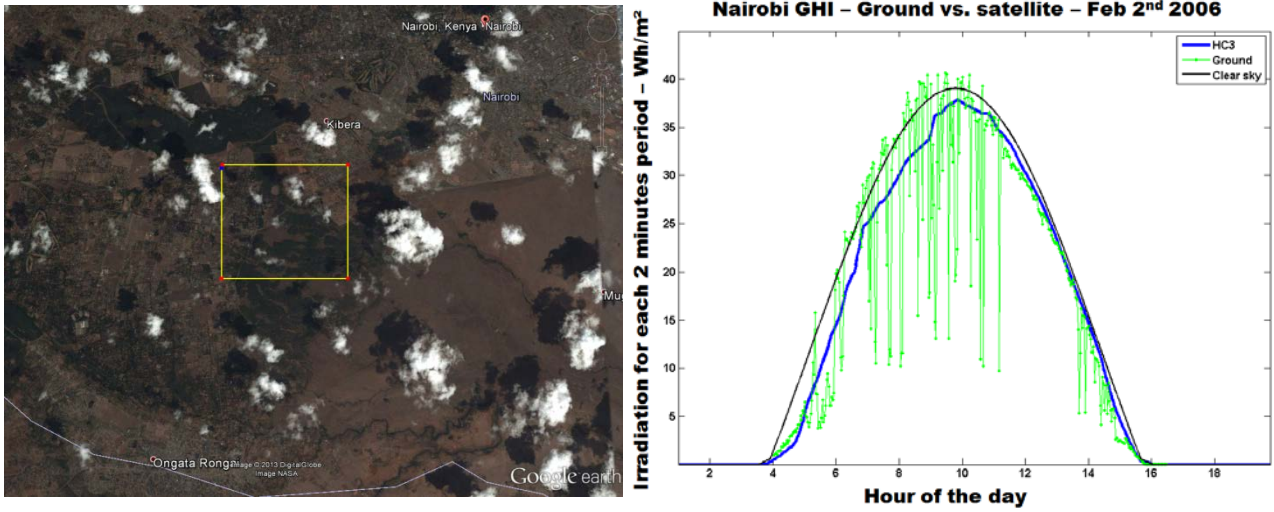 Nairobi, Kenya
Nairobi
Nairobi
Kibera
Ongata Rongai
Image © 2013 DigitalGlobe
Image NASA
Google earth
Nairobi GHI – Ground vs. satellite – Feb 2nd 2006
HC3
Ground
Clear sky
Irradiation for each 2 minutes period – Wh/m²
40
35
30
25
20
15
10
5
2 4 6 8 10 12 14 16 18
Hour of the day